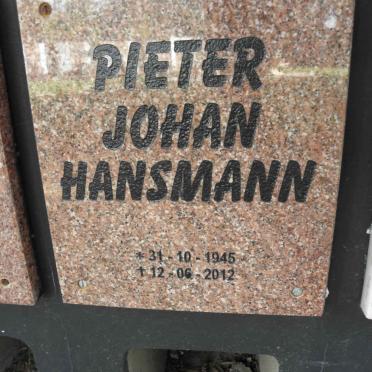 PIETER
JOHAN
HANSMANN
* 31 - 10 - 1945
† 12 - 06 - 2012